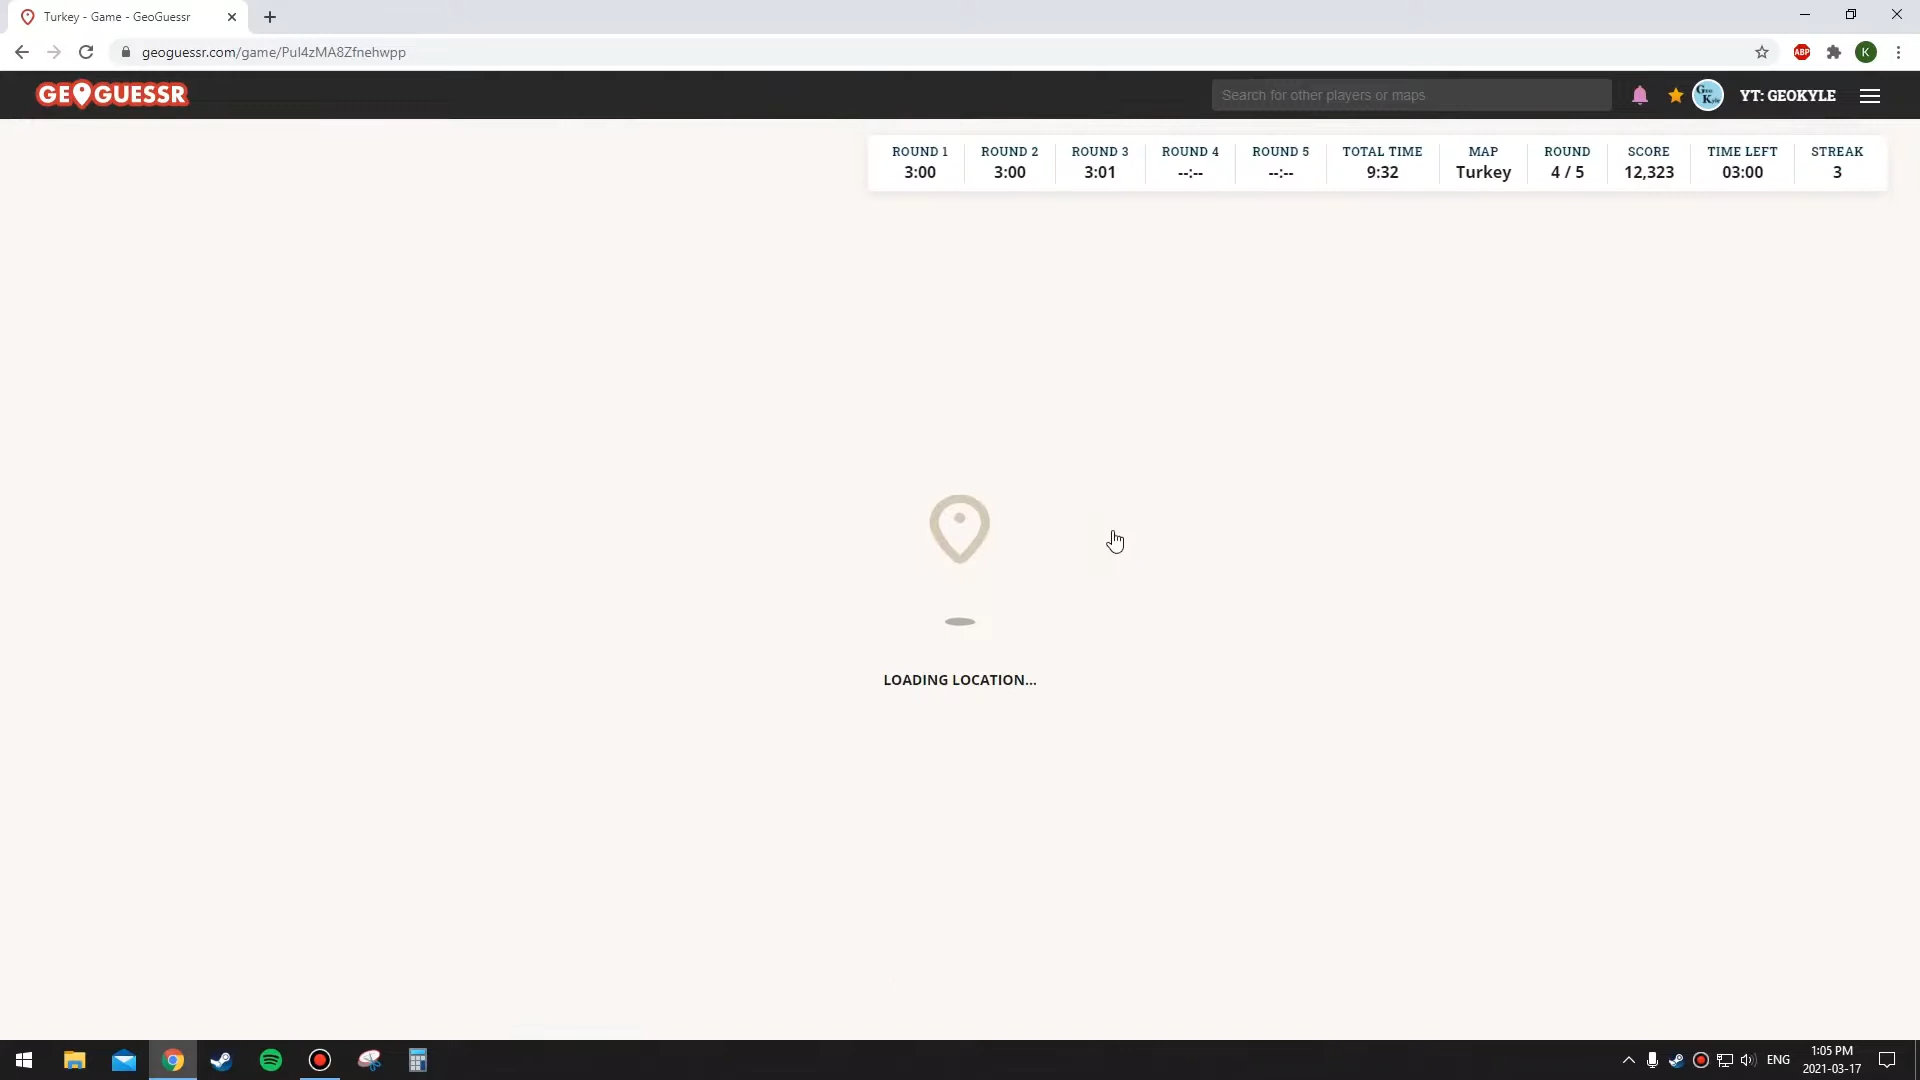 Turkey - Game - GeoGuessr
geoguessr.com/game/Pul4zMA8Zfnehwpp
ABP
K
GEOGUESSR
Search for other players or maps
Geo
Kyle
YT: GEOKYLE
ROUND 1 ROUND 2 ROUND 3 ROUND 4 ROUND 5 TOTAL TIME MAP ROUND SCORE TIME LEFT STREAK
3:00 3:00 3:01 --:-- --:-- 9:32 Turkey 4 / 5 12,323 03:00 3
LOADING LOCATION...
ENG
1:05 PM
2021-03-17